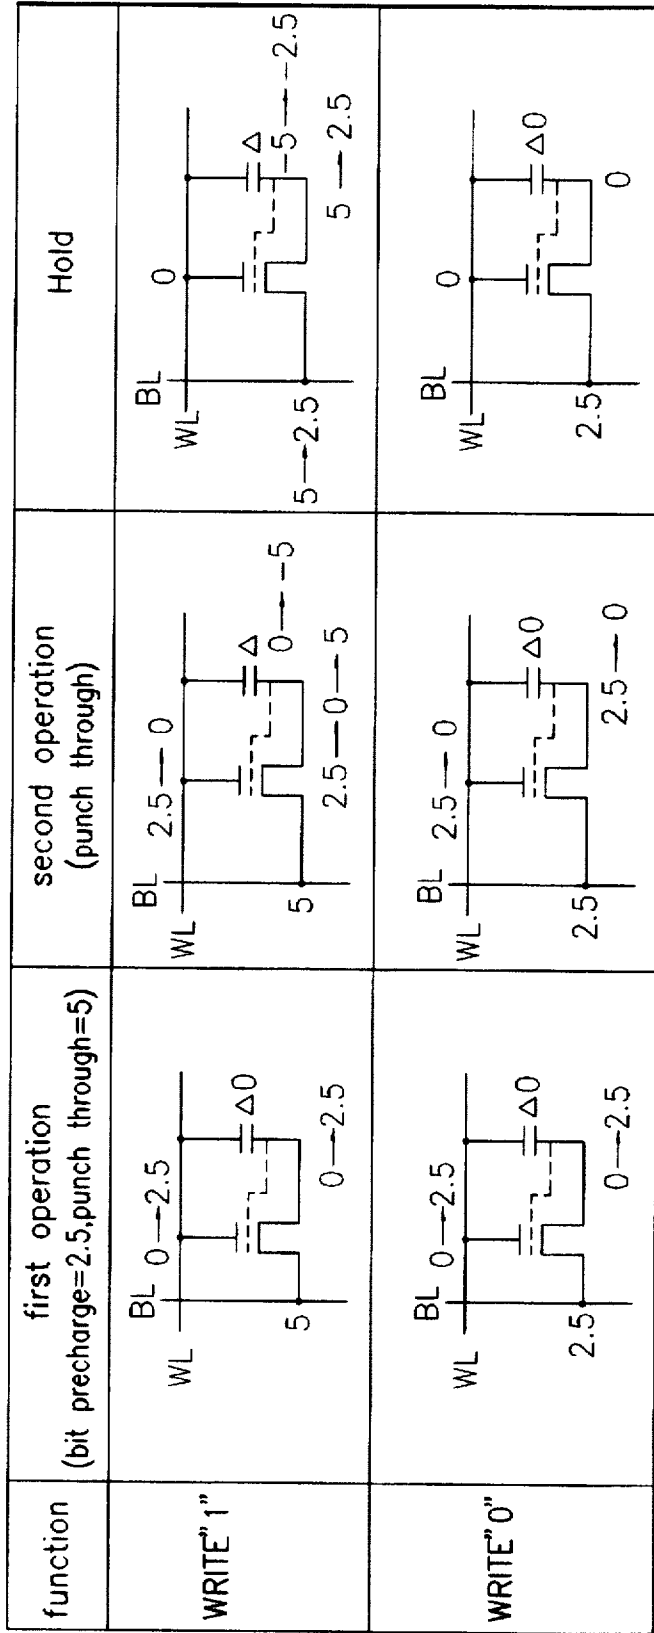 function
first operation
(bit precharge=2.5,punch through=5)
second operation
(punch through)
Hold
WRITE"1"
BL
WL
0→2.5
Δ0
5
0→2.5
BL
WL
2.5→0
Δ
0→-5
5
2.5→0→5
BL
WL
0
Δ
-5→-2.5
5→2.5
5→2.5
WRITE"0"
BL
WL
0→2.5
Δ0
2.5
0→2.5
BL
WL
2.5→0
Δ0
2.5
2.5→0
BL
WL
0
Δ0
2.5
0